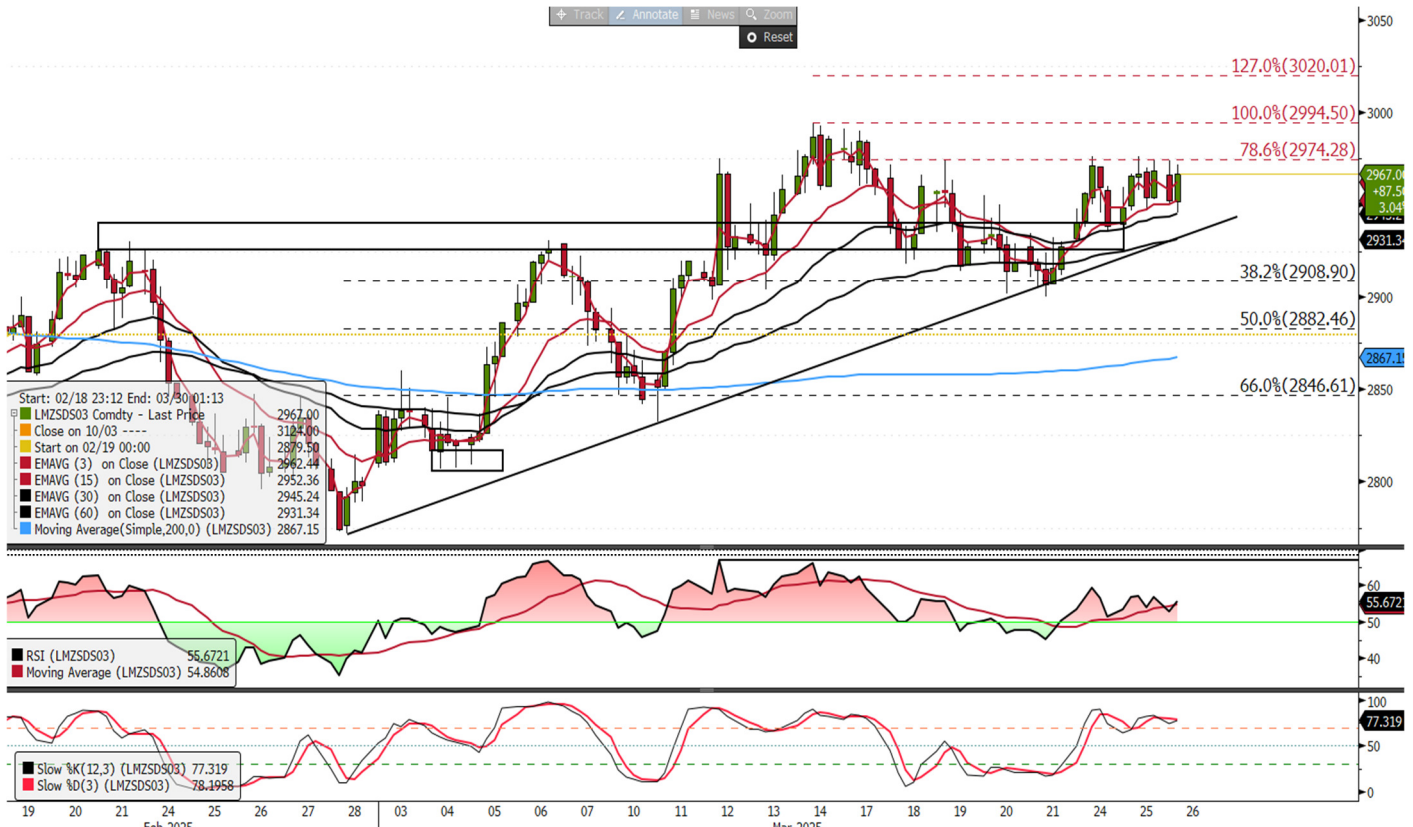 Track Annotate News Zoom
Reset
3050
127.0%(3020.01)
100.0%(2994.50)
3000
78.6%(2974.28)
2967.00
+87.50
3.04%
2931.34
38.2%(2908.90)
2900
50.0%(2882.46)
2867.15
2850
66.0%(2846.61)
2800
Start: 02/18 23:12 End: 03/30 01:13
LMZSDS03 Comdty - Last Price 2967.00
Close on 10/03 ---- 3124.00
Start on 02/19 00:00 2879.50
EMAVG (3) on Close (LMZSDS03) 2962.44
EMAVG (15) on Close (LMZSDS03) 2952.36
EMAVG (30) on Close (LMZSDS03) 2945.24
EMAVG (60) on Close (LMZSDS03) 2931.34
Moving Average(Simple,200,0) (LMZSDS03) 2867.15
60
55.6721
50
40
RSI (LMZSDS03) 55.6721
Moving Average (LMZSDS03) 54.8608
100
77.319
50
0
Slow %K(12,3) (LMZSDS03) 77.319
Slow %D(3) (LMZSDS03) 78.1958
19 20 21 24 25 26 27 28 03 04 05 06 07 10 11 12 13 14 17 18 19 20 21 24 25 26
Feb 2025 Mar 2025